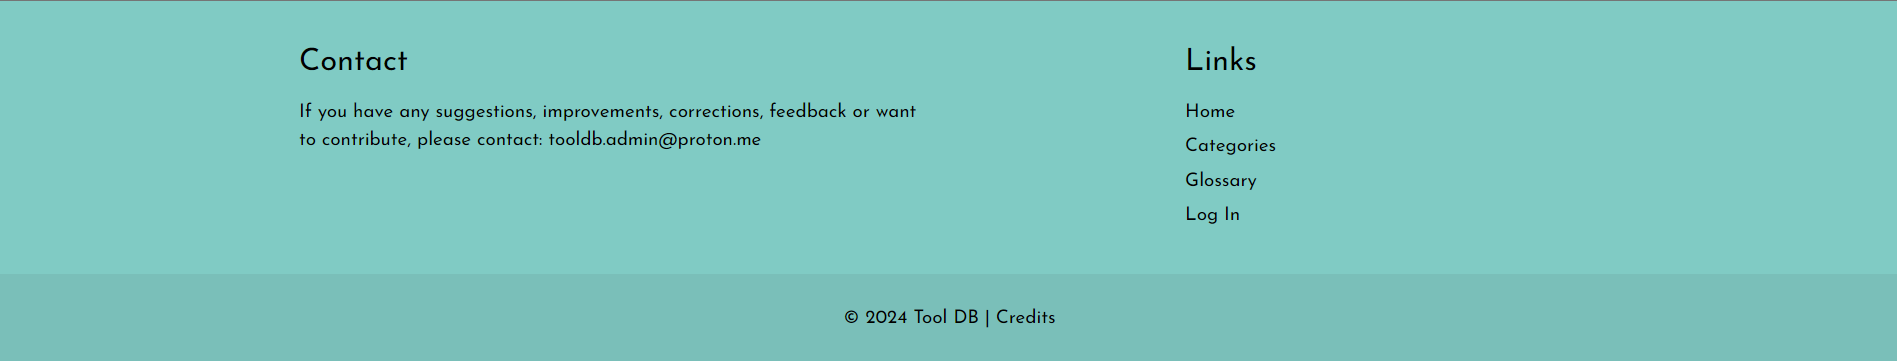 Contact
If you have any suggestions, improvements, corrections, feedback or want
to contribute, please contact: tooldb.admin@proton.me
Links
Home
Categories
Glossary
Log In
© 2024 Tool DB | Credits